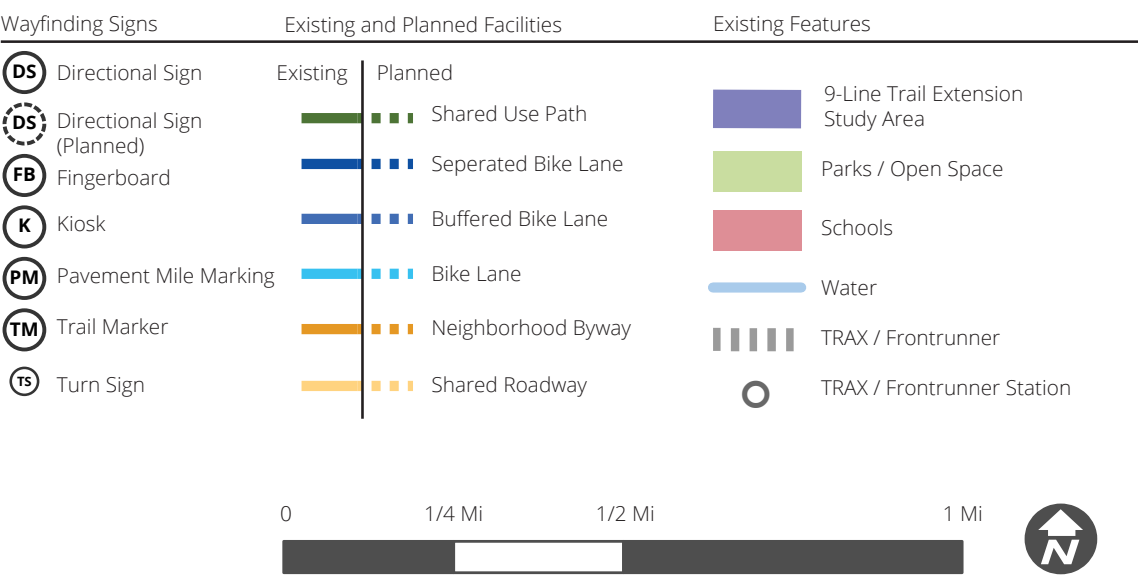 Wayfinding Signs
DS Directional Sign
DS Directional Sign
(Planned)
FB Fingerboard
K Kiosk
PM Pavement Mile Marking
TM Trail Marker
TS Turn Sign
Existing and Planned Facilities
Existing Planned
Shared Use Path
Seperated Bike Lane
Buffered Bike Lane
Bike Lane
Neighborhood Byway
Shared Roadway
Existing Features
9-Line Trail Extension
Study Area
Parks / Open Space
Schools
Water
TRAX / Frontrunner
TRAX / Frontrunner Station
0 1/4 Mi 1/2 Mi 1 Mi
N